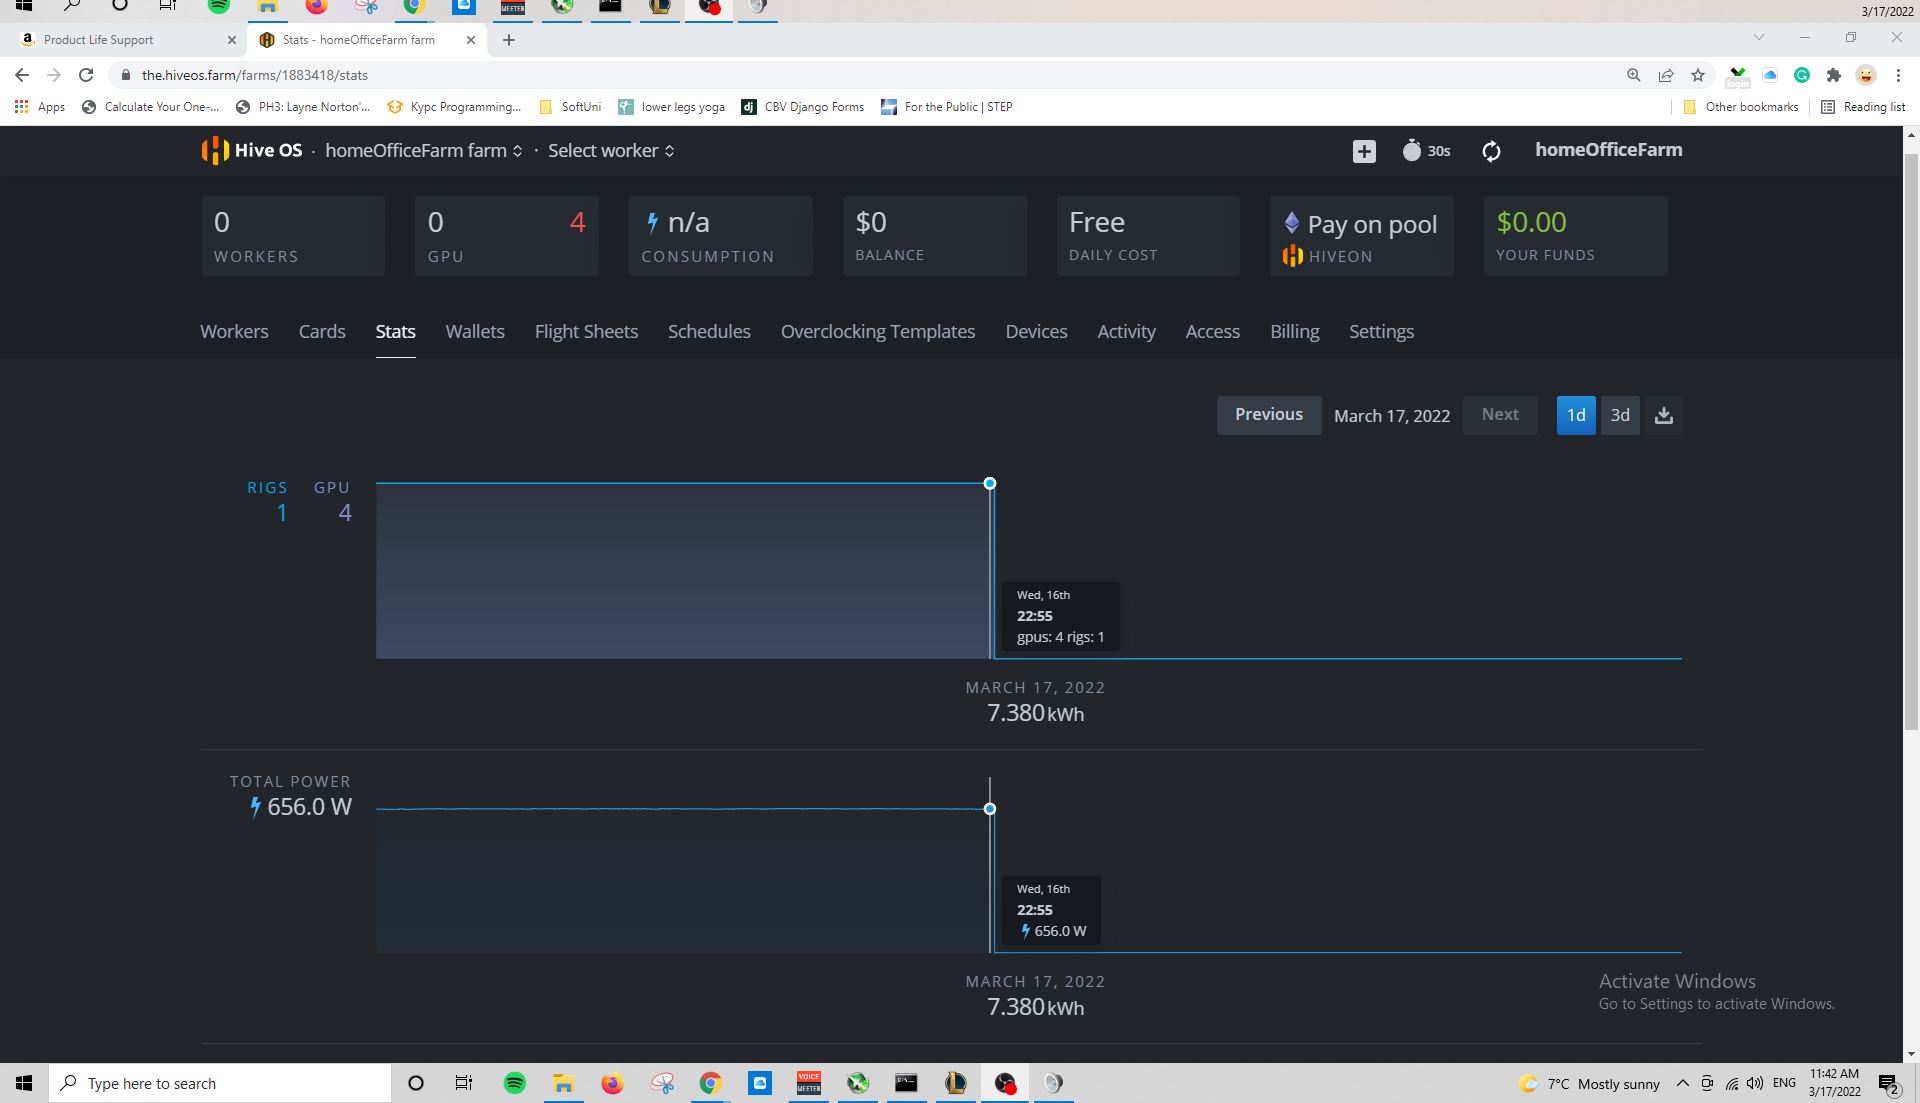 3/17/2022
Product Life Support
Stats - homeOfficeFarm farm
the.hiveos.farm/farms/1883418/stats
login
Apps
Calculate Your One-...
PH3: Layne Norton'...
Kypc Programming...
SoftUni
lower legs yoga
dj
CBV Django Forms
For the Public | STEP
Other bookmarks
Reading list
Hive OS · homeOfficeFarm farm · Select worker
30s
homeOfficeFarm
0
WORKERS
0 4
GPU
n/a
CONSUMPTION
$0
BALANCE
Free
DAILY COST
Pay on pool
HIVEON
$0.00
YOUR FUNDS
Workers Cards Stats Wallets Flight Sheets Schedules Overclocking Templates Devices Activity Access Billing Settings
Previous March 17, 2022 Next 1d 3d
RIGS GPU
1 4
Wed, 16th
22:55
gpus: 4 rigs: 1
MARCH 17, 2022
7.380 kWh
TOTAL POWER
656.0 W
Wed, 16th
22:55
656.0 W
MARCH 17, 2022
7.380 kWh
Activate Windows
Go to Settings to activate Windows.
Type here to search
VOICE
MEETER
7°C Mostly sunny
ENG
11:42 AM
3/17/2022
2